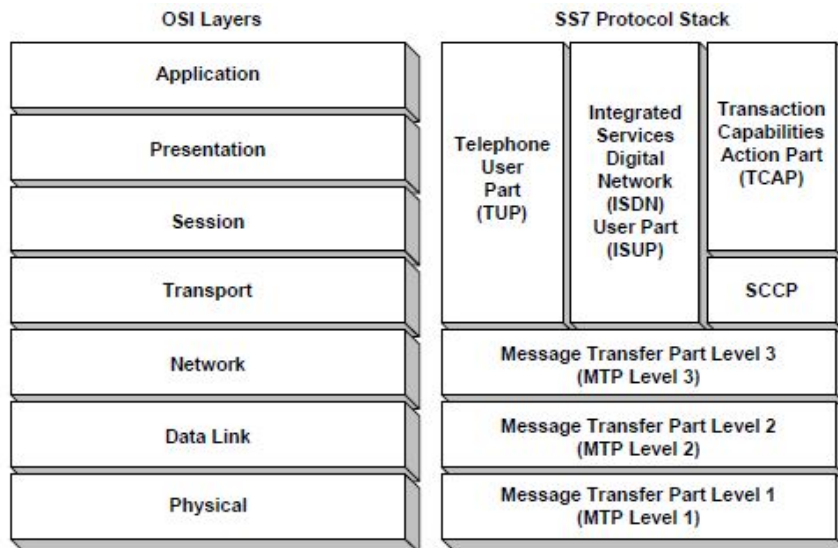 OSI Layers
Application
Presentation
Session
Transport
Network
Data Link
Physical
SS7 Protocol Stack
Telephone
User
Part
(TUP)
Integrated
Services
Digital
Network
(ISDN)
User Part
(ISUP)
Transaction
Capabilities
Action Part
(TCAP)
SCCP
Message Transfer Part Level 3
(MTP Level 3)
Message Transfer Part Level 2
(MTP Level 2)
Message Transfer Part Level 1
(MTP Level 1)